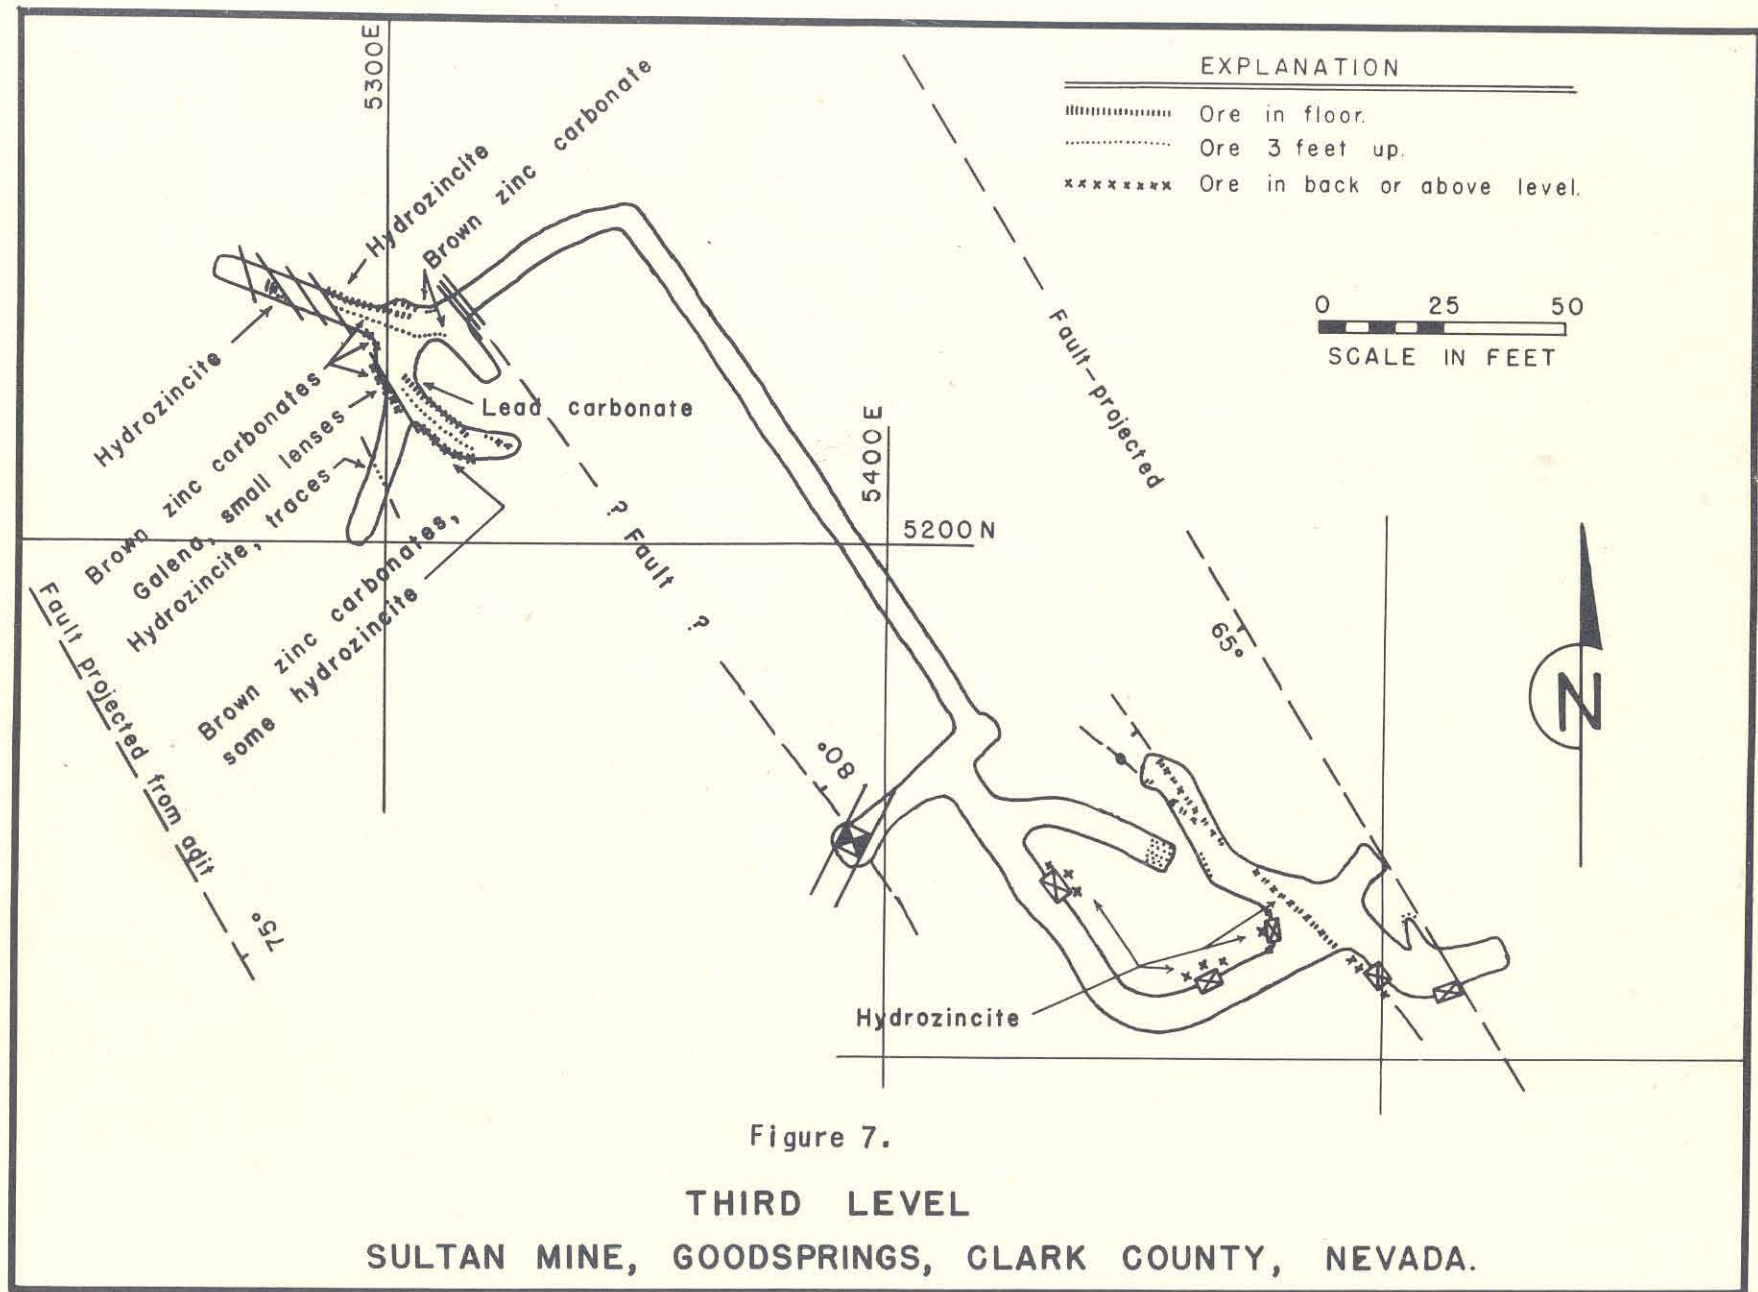 5300E
EXPLANATION
Ore in floor.
Ore 3 feet up.
Ore in back or above level.
0 25 50
SCALE IN FEET
Hydrozincite
Brown zinc carbonate
Hydrozincite
Brown zinc carbonates
Galena, small lenses
Hydrozincite, traces
Brown zinc carbonates,
some hydrozincite
Lead carbonate
Fault-projected
5400E
5200N
? Fault ?
65°
N
80°
Fault projected from adit
75°
Hydrozincite
Figure 7.
THIRD LEVEL
SULTAN MINE, GOODSPRINGS, CLARK COUNTY, NEVADA.